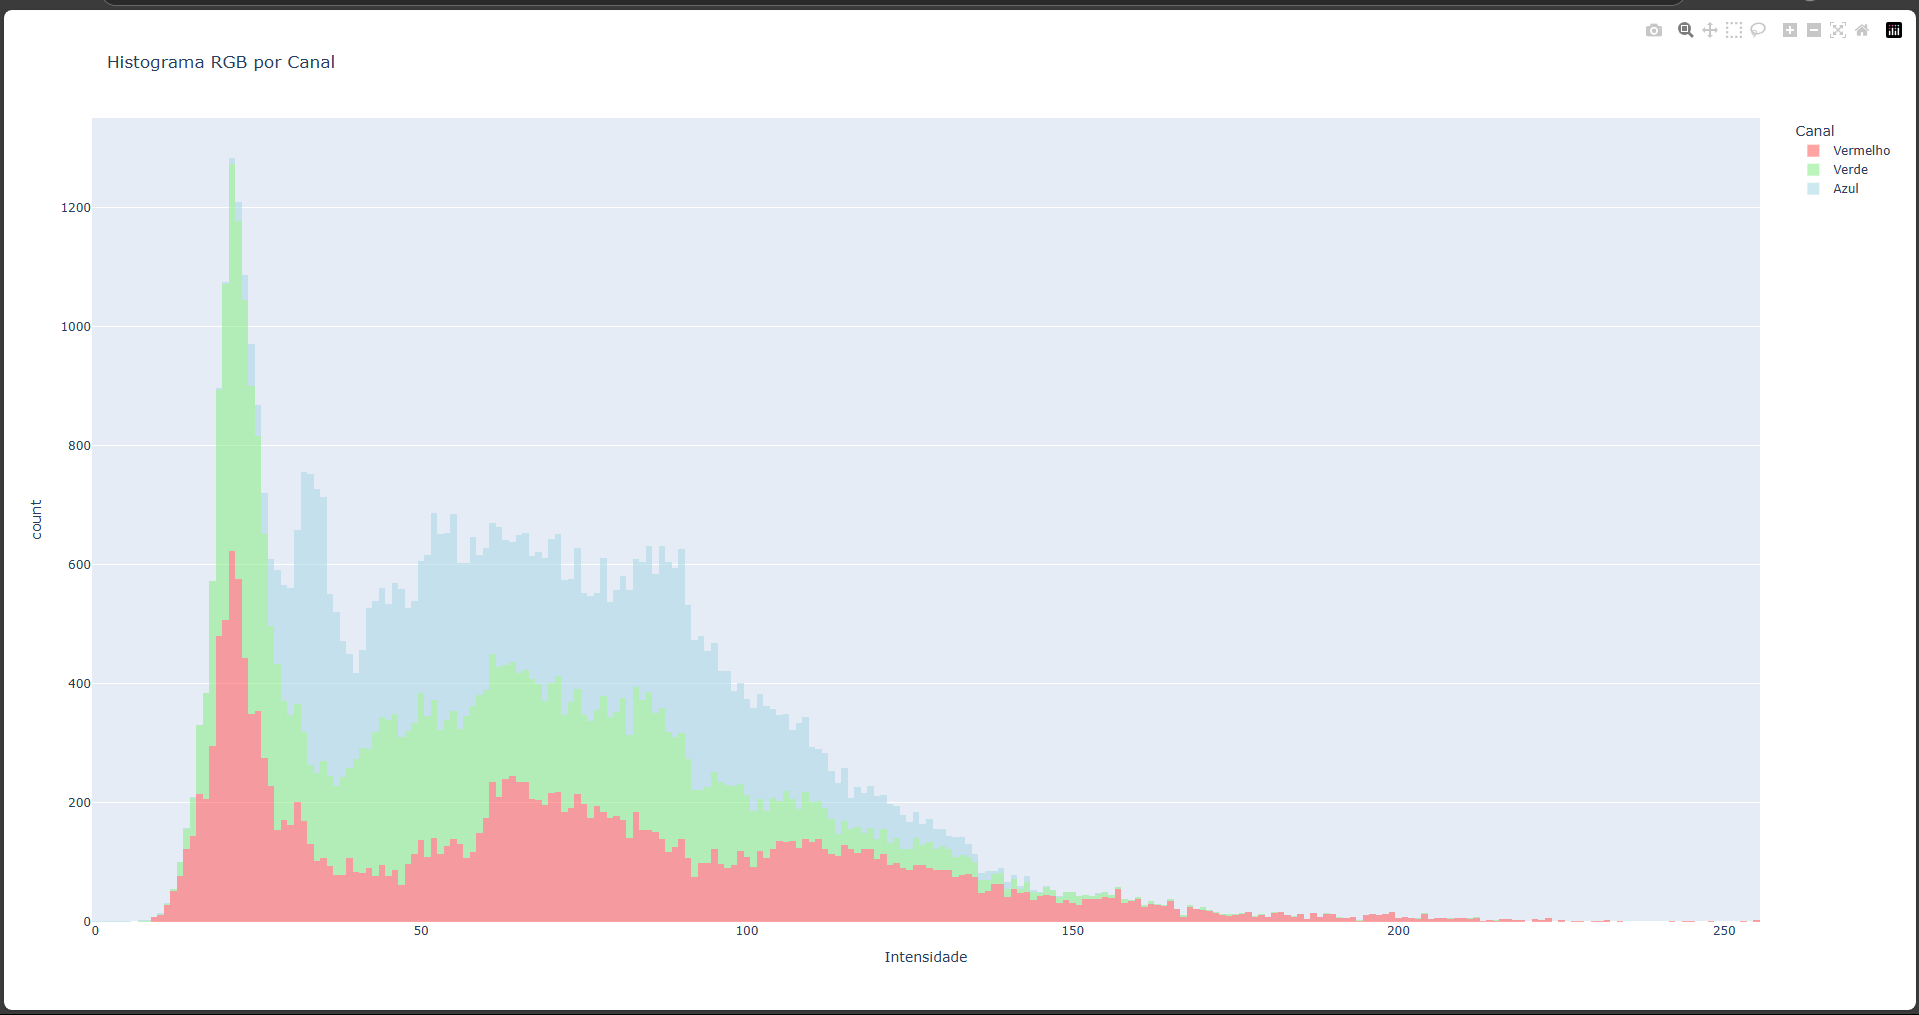 Histograma RGB por Canal
Canal
Vermelho
Verde
Azul
1200
1000
800
600
400
200
0
count
0 50 100 150 200 250
Intensidade